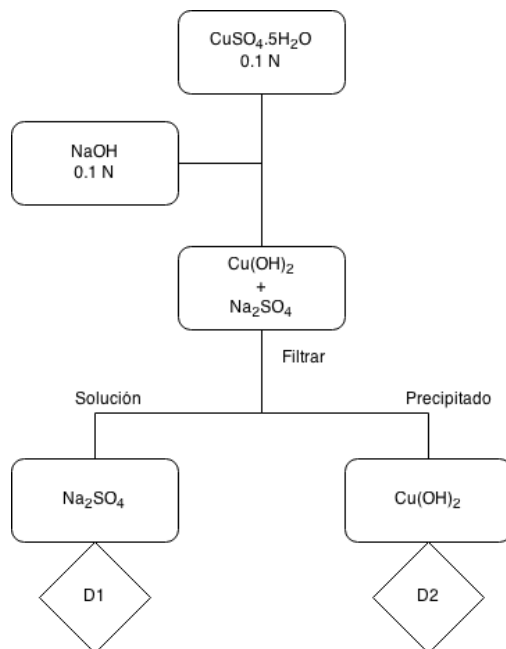 CuSO₄.5H₂O
0.1 N
NaOH
0.1 N
Cu(OH)₂
+
Na₂SO₄
Filtrar
Solución
Precipitado
Na₂SO₄
Cu(OH)₂
D1
D2